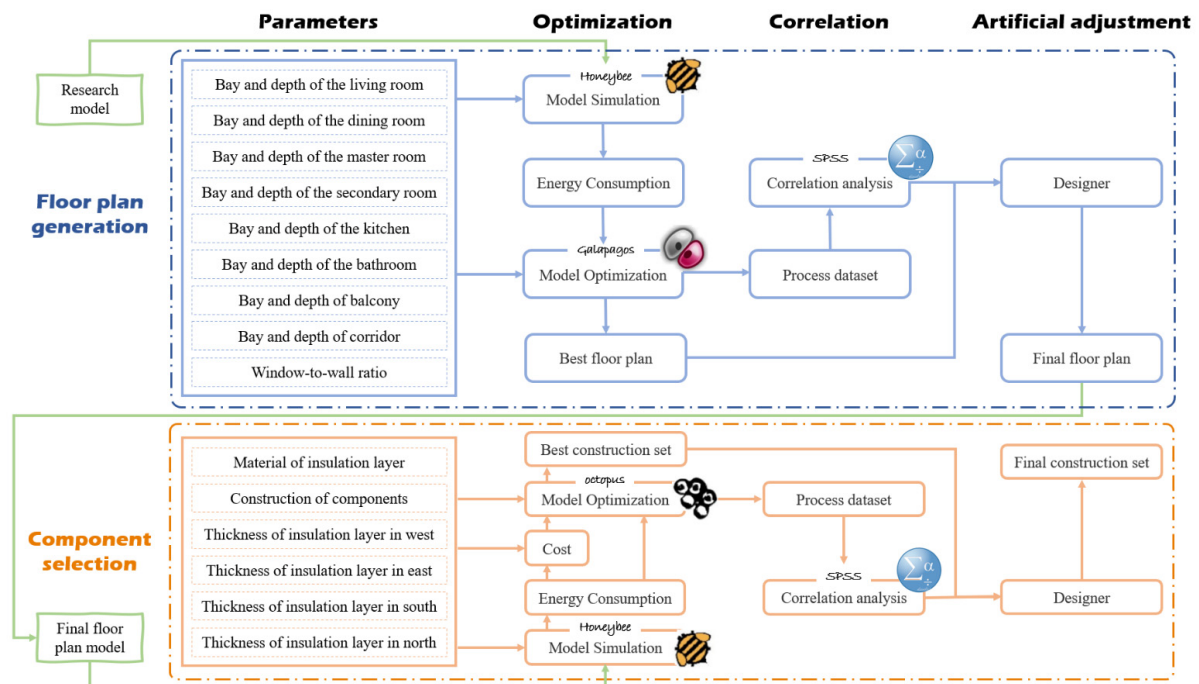 Parameters
Optimization
Correlation
Artificial adjustment
Research
model
Floor plan
generation
Bay and depth of the living room
Bay and depth of the dining room
Bay and depth of the master room
Bay and depth of the secondary room
Bay and depth of the kitchen
Bay and depth of the bathroom
Bay and depth of balcony
Bay and depth of corridor
Window-to-wall ratio
Honeybee
Model Simulation
Energy Consumption
Galapagos
Model Optimization
Best floor plan
SPSS
Σ α ÷
Correlation analysis
Process dataset
Designer
Final floor plan
Component
selection
Final floor
plan model
Material of insulation layer
Construction of components
Thickness of insulation layer in west
Thickness of insulation layer in east
Thickness of insulation layer in south
Thickness of insulation layer in north
Best construction set
octopus
Model Optimization
Cost
Energy Consumption
Honeybee
Model Simulation
Process dataset
SPSS
Σ α ÷
Correlation analysis
Final construction set
Designer